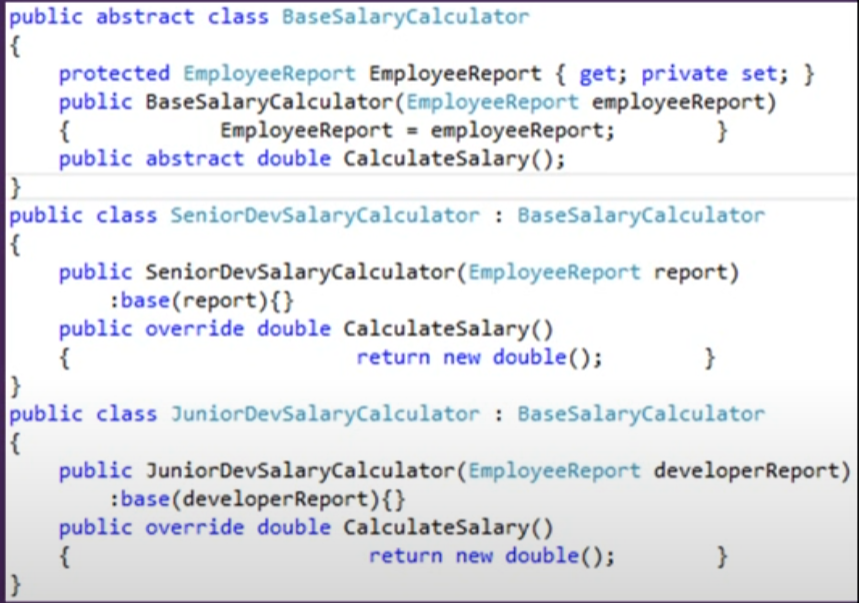 public abstract class BaseSalaryCalculator
{
    protected EmployeeReport EmployeeReport { get; private set; }
    public BaseSalaryCalculator(EmployeeReport employeeReport)
    {            EmployeeReport = employeeReport;        }
    public abstract double CalculateSalary();
}
public class SeniorDevSalaryCalculator : BaseSalaryCalculator
{
    public SeniorDevSalaryCalculator(EmployeeReport report)
        :base(report){}
    public override double CalculateSalary()
    {                       return new double();        }
}
public class JuniorDevSalaryCalculator : BaseSalaryCalculator
{
    public JuniorDevSalaryCalculator(EmployeeReport developerReport)
        :base(developerReport){}
    public override double CalculateSalary()
    {                        return new double();        }
}